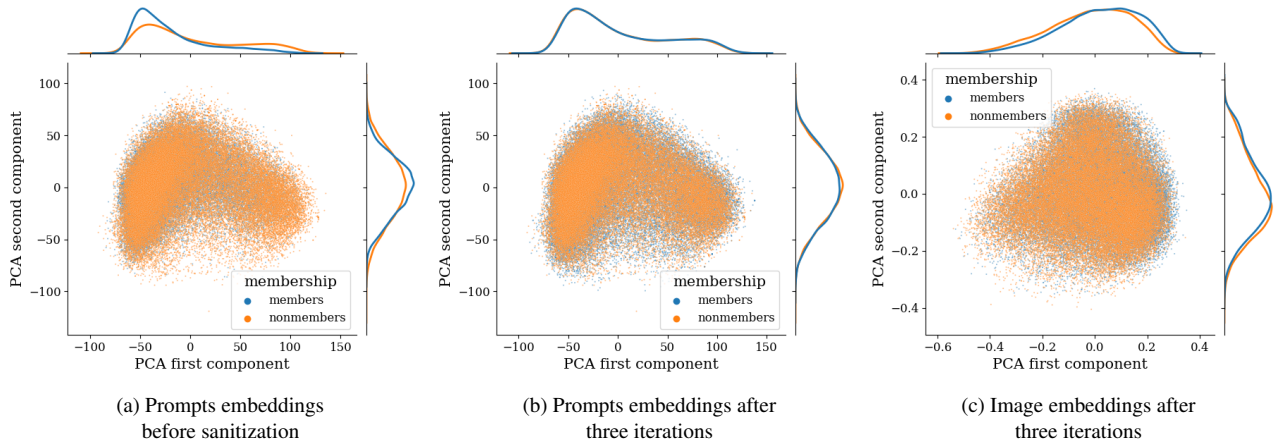 100
50
0
−50
−100
PCA second component
membership
members
nonmembers
−100
−50
0
50
100
150
PCA first component
(a) Prompts embeddings
before sanitization
100
50
0
−50
−100
PCA second component
membership
members
nonmembers
−100
−50
0
50
100
150
PCA first component
(b) Prompts embeddings after
three iterations
0.4
0.2
0.0
−0.2
−0.4
PCA second component
membership
members
nonmembers
−0.6
−0.4
−0.2
0.0
0.2
0.4
PCA first component
(c) Image embeddings after
three iterations